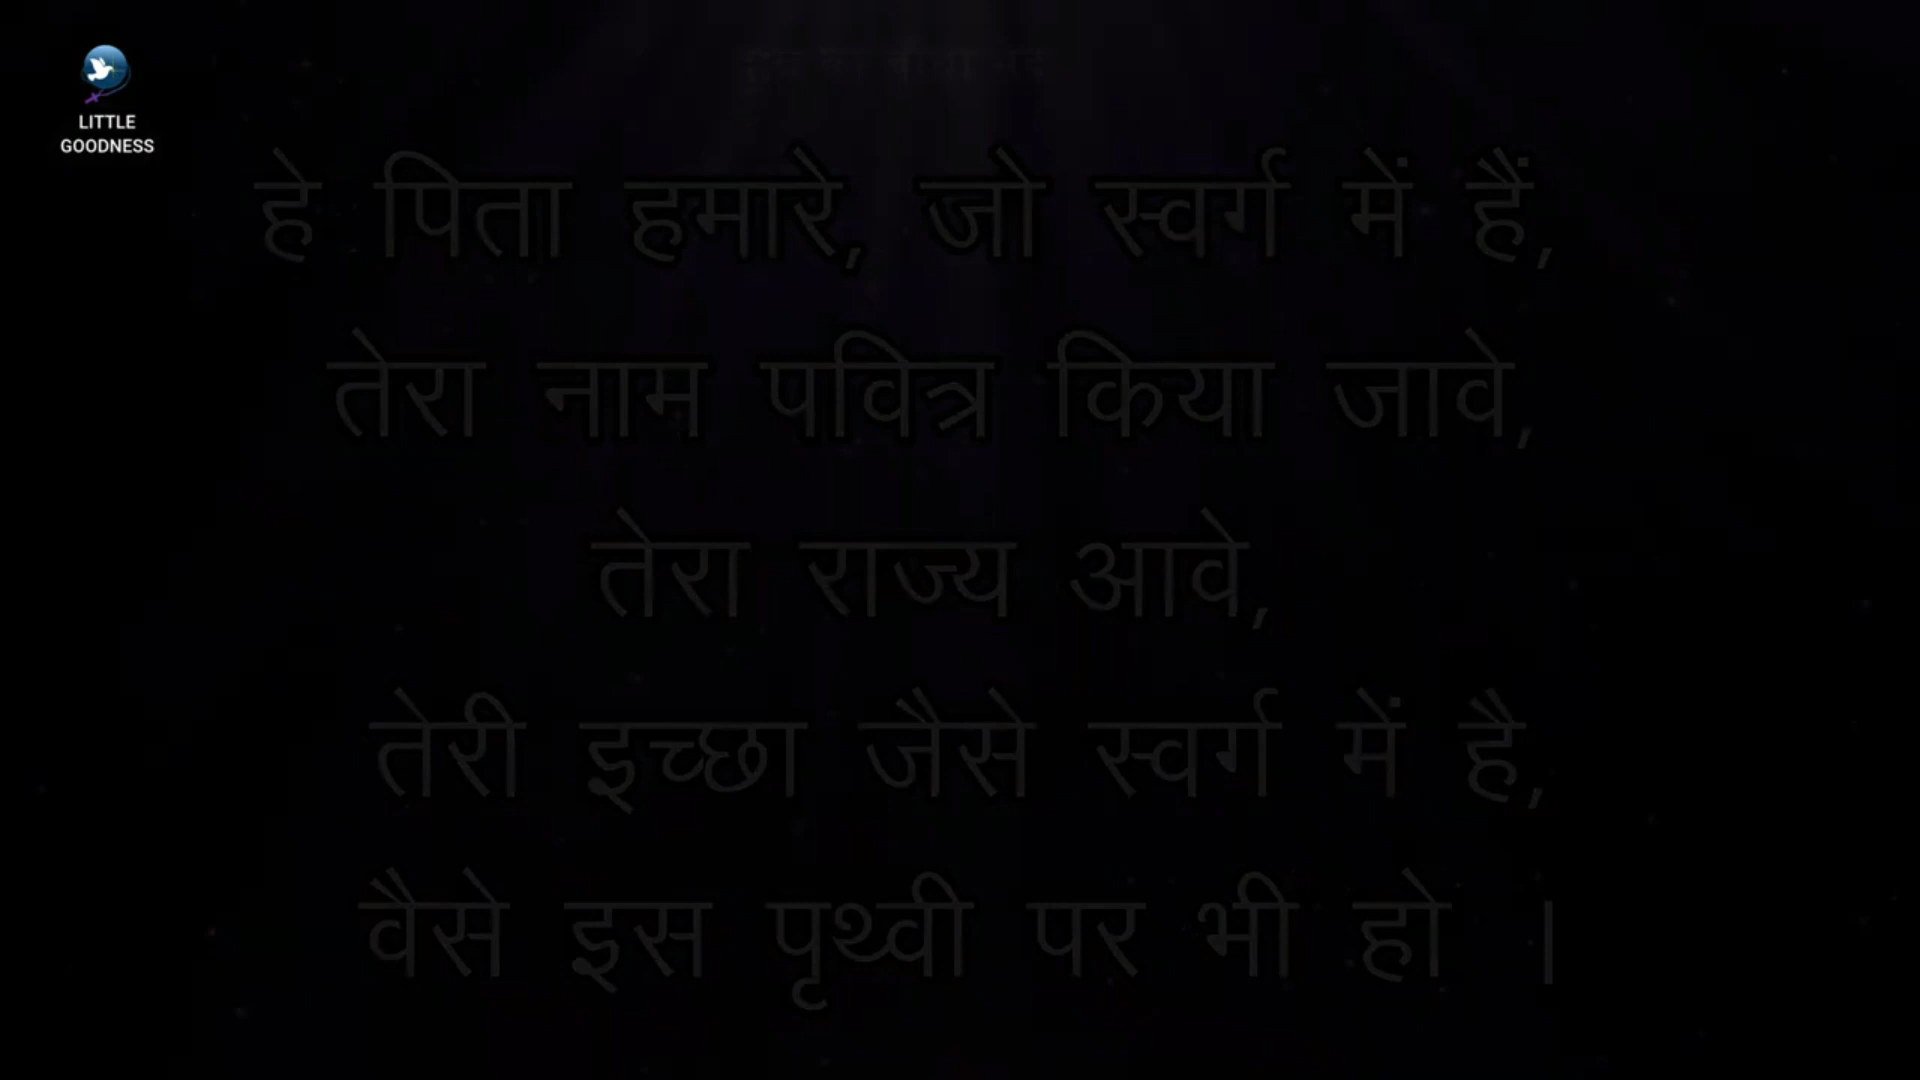 LITTLE
GOODNESS
हे पिता हमारे, जो स्वर्ग में हैं,
तेरा नाम पवित्र किया जावे,
तेरा राज्य आवे,
तेरी इच्छा जैसे स्वर्ग में है,
वैसे इस पृथ्वी पर भी हो ।